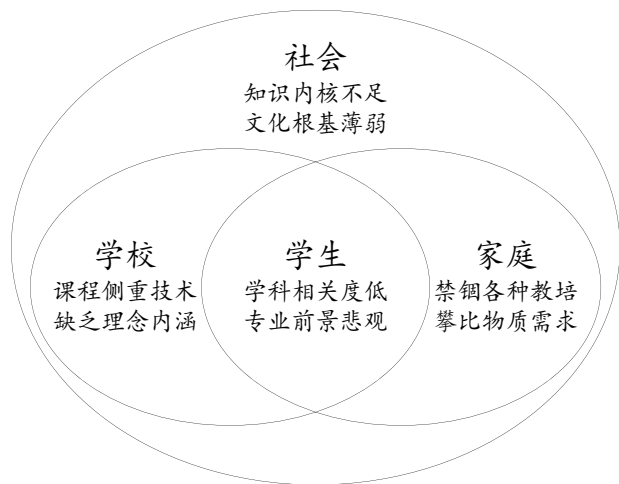 社会
知识内核不足
文化根基薄弱
学校
课程侧重技术
缺乏理念内涵
学生
学科相关度低
专业前景悲观
家庭
禁锢各种教培
攀比物质需求